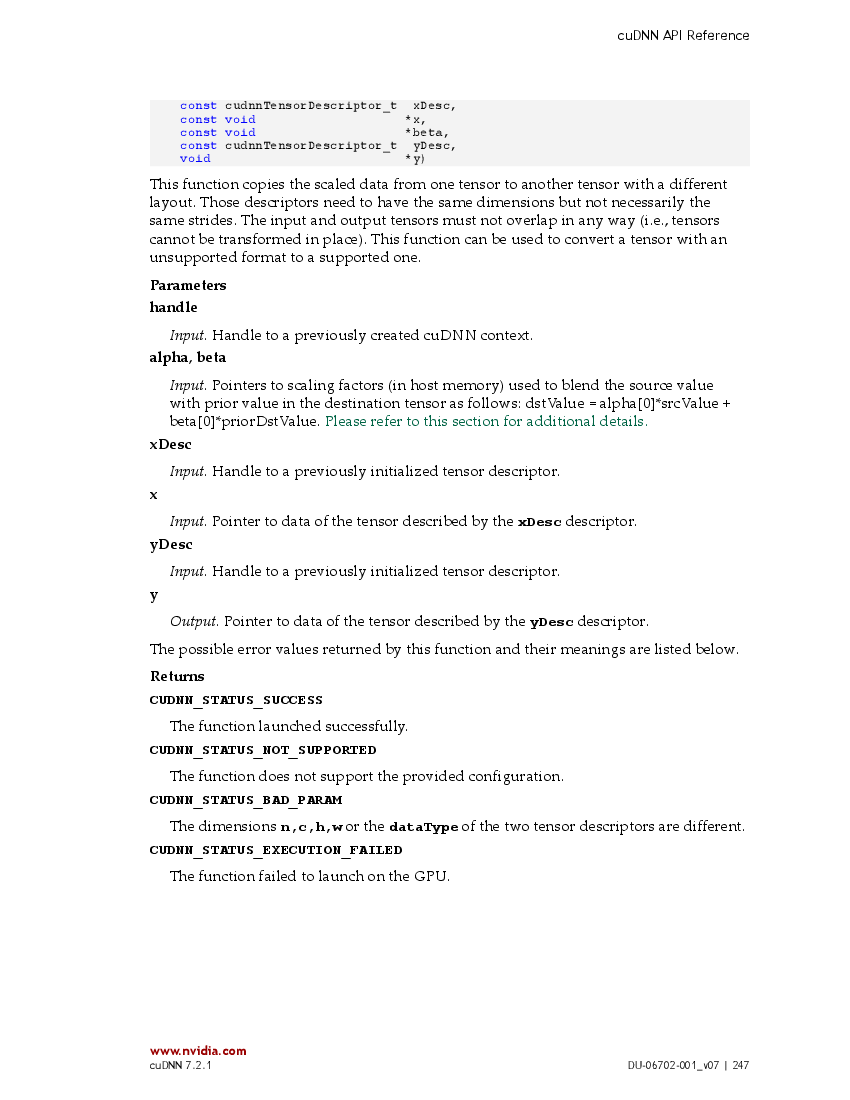 cuDNN API Reference
const cudnnTensorDescriptor_t  xDesc,
const void                    *x,
const void                    *beta,
const cudnnTensorDescriptor_t  yDesc,
void                          *y)
This function copies the scaled data from one tensor to another tensor with a different
layout. Those descriptors need to have the same dimensions but not necessarily the
same strides. The input and output tensors must not overlap in any way (i.e., tensors
cannot be transformed in place). This function can be used to convert a tensor with an
unsupported format to a supported one.
Parameters
handle
Input. Handle to a previously created cuDNN context.
alpha, beta
Input. Pointers to scaling factors (in host memory) used to blend the source value
with prior value in the destination tensor as follows: dstValue = alpha[0]*srcValue +
beta[0]*priorDstValue. Please refer to this section for additional details.
xDesc
Input. Handle to a previously initialized tensor descriptor.
x
Input. Pointer to data of the tensor described by the xDesc descriptor.
yDesc
Input. Handle to a previously initialized tensor descriptor.
y
Output. Pointer to data of the tensor described by the yDesc descriptor.
The possible error values returned by this function and their meanings are listed below.
Returns
CUDNN_STATUS_SUCCESS
The function launched successfully.
CUDNN_STATUS_NOT_SUPPORTED
The function does not support the provided configuration.
CUDNN_STATUS_BAD_PARAM
The dimensions n,c,h,w or the dataType of the two tensor descriptors are different.
CUDNN_STATUS_EXECUTION_FAILED
The function failed to launch on the GPU.
www.nvidia.com
cuDNN 7.2.1
DU-06702-001_v07 | 247